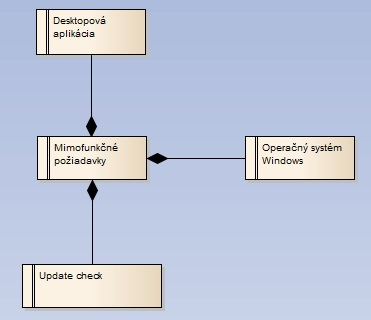 Desktopová
aplikácia
Mimofunkčné
požiadavky
Operačný systém
Windows
Update check